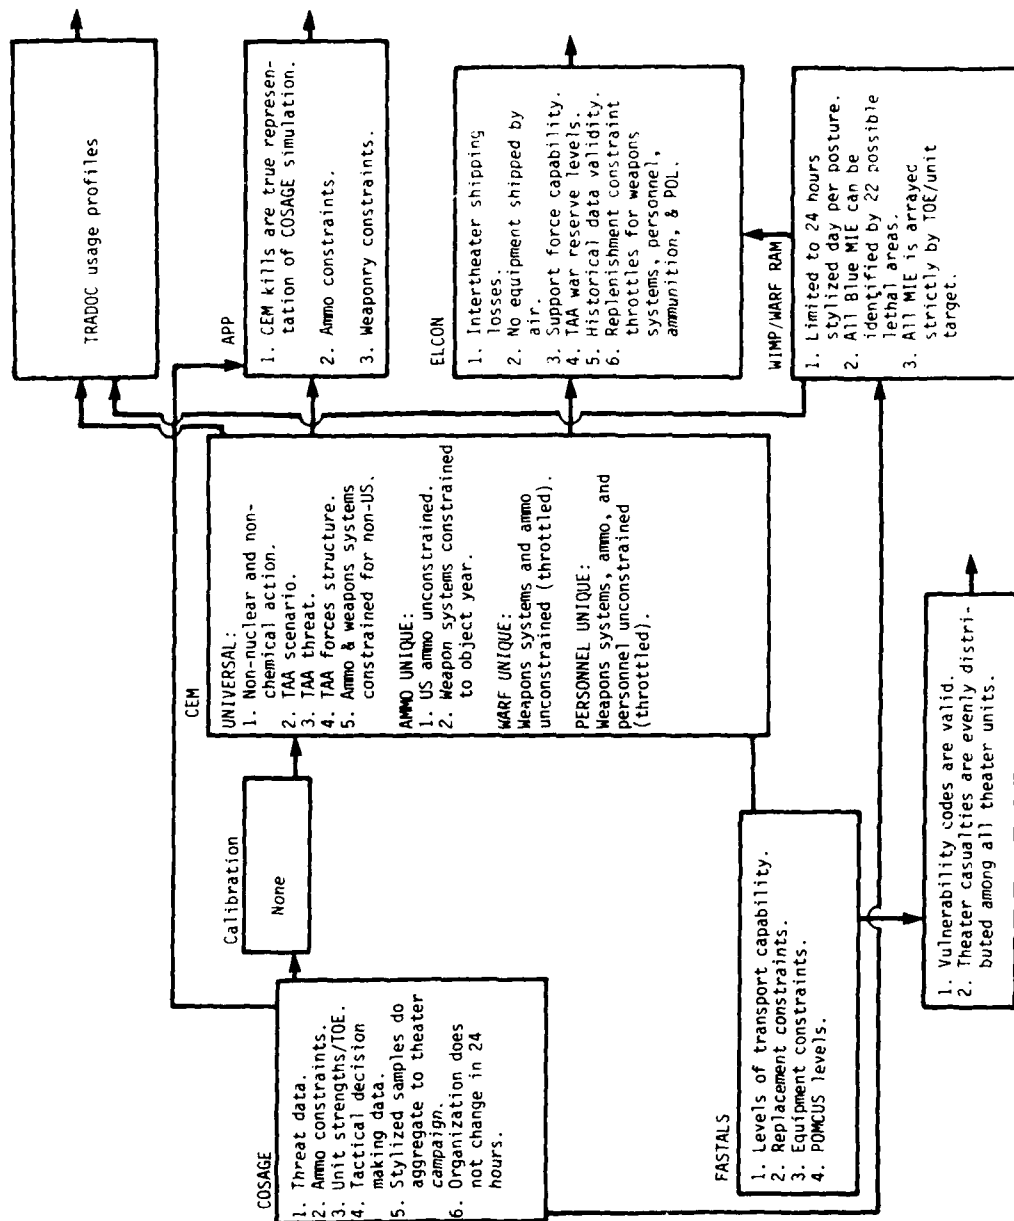 COSAGE
1. Threat data.
2. Ammo constraints.
3. Unit strengths/TOE.
4. Tactical decision
making data.
5. Stylized samples do
aggregate to theater
campaign.
6. Organization does
not change in 24
hours.
Calibration
None
CEM
UNIVERSAL:
1. Non-nuclear and non-
chemical action.
2. TAA scenario.
3. TAA threat.
4. TAA forces structure.
5. Ammo & weapons systems
constrained for non-US.
AMMO UNIQUE:
1. US ammo unconstrained.
2. Weapon systems constrained
to object year.
WARF UNIQUE:
Weapons systems and ammo
unconstrained (throttled).
PERSONNEL UNIQUE:
Weapons systems, ammo, and
personnel unconstrained
(throttled).
TRADOC usage profiles
APP
1. CEM kills are true represen-
tation of COSAGE simulation.
2. Ammo constraints.
3. Weaponry constraints.
ELCON
1. Intertheater shipping
losses.
2. No equipment shipped by
air.
3. Support force capability.
4. TAA war reserve levels.
5. Historical data validity.
6. Replenishment constraint
throttles for weapons
systems, personnel,
ammunition, & POL.
WIMP/WARF RAM
1. Limited to 24 hours
stylized day per posture.
2. All Blue MIE can be
identified by 22 possible
lethal areas.
3. All MIE is arrayed
strictly by TOE/unit
target.
FASTALS
1. Levels of transport capability.
2. Replacement constraints.
3. Equipment constraints.
4. POMCUS levels.
1. Vulnerability codes are valid.
2. Theater casualties are evenly distri-
buted among all theater units.